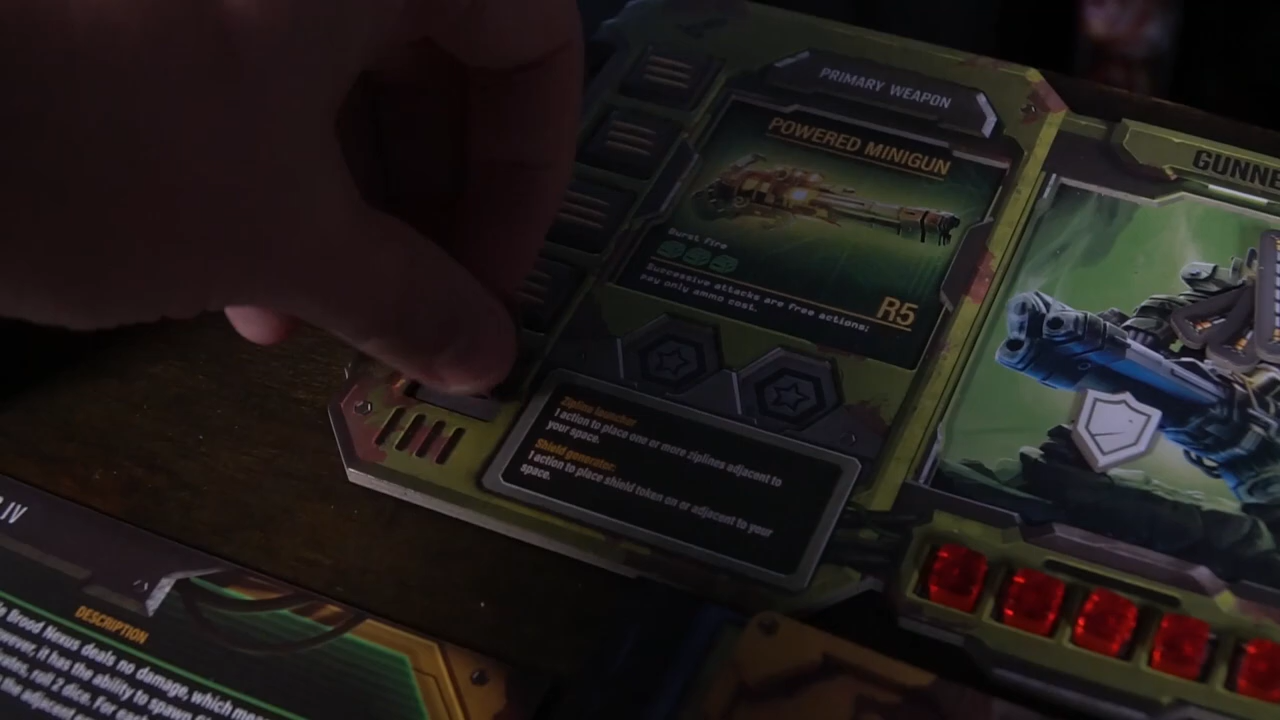 PRIMARY WEAPON
POWERED MINIGUN
Burst fire
Successive attacks are free actions;
pay only ammo cost.
R5
GUNNE
Zipline launcher:
1 action to place one or more ziplines adjacent to
your space.
Shield generator:
1 action to place shield token on or adjacent to your
space.
IV
DESCRIPTION
Brood Nexus deals no damage, which
it has the ability to spawn
roll 2 dice. For
the adjacent